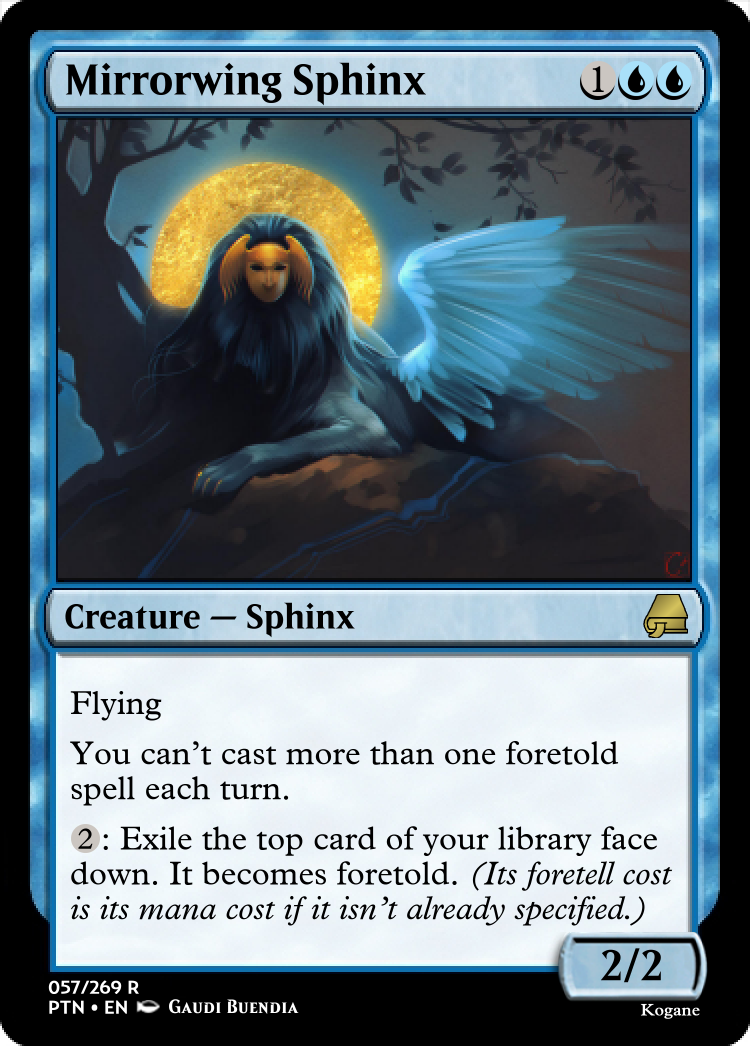 Mirrorwing Sphinx 1
Creature — Sphinx
Flying
You can't cast more than one foretold
spell each turn.
2: Exile the top card of your library face
down. It becomes foretold. (Its foretell cost
is its mana cost if it isn't already specified.)
2/2
057/269 R
PTN • EN Gaudi Buendia
Kogane